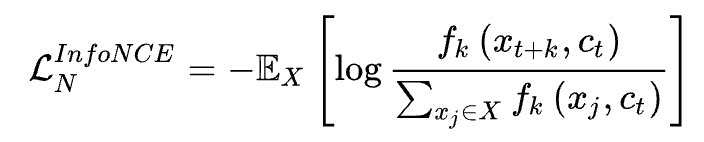 $\mathcal{L}_N^{InfoNCE} = -\mathbb{E}_X \left[ \log \frac{f_k (x_{t+k}, c_t)}{\sum_{x_j \in X} f_k (x_j, c_t)} \right]$